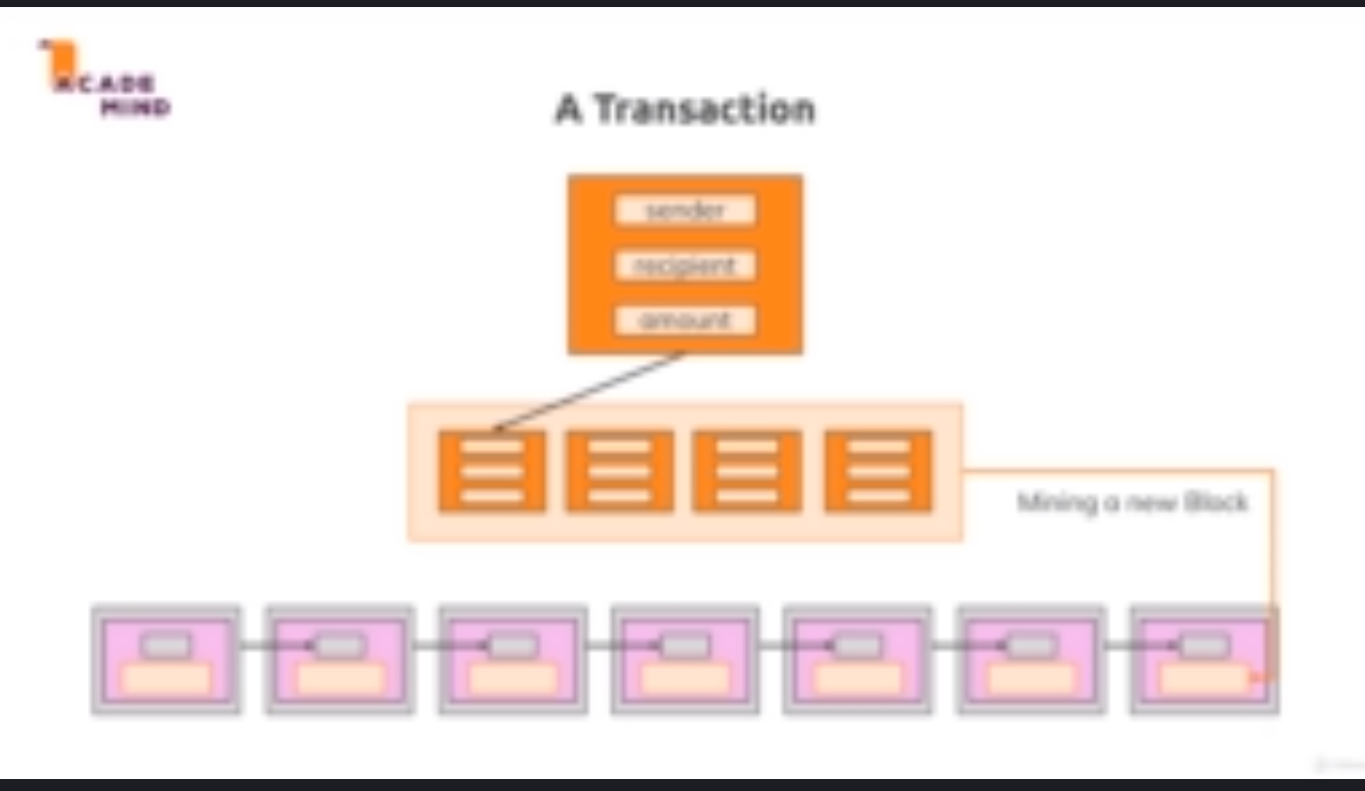 ACADE
MIND
A Transaction
sender
recipient
amount
Mining a new Block